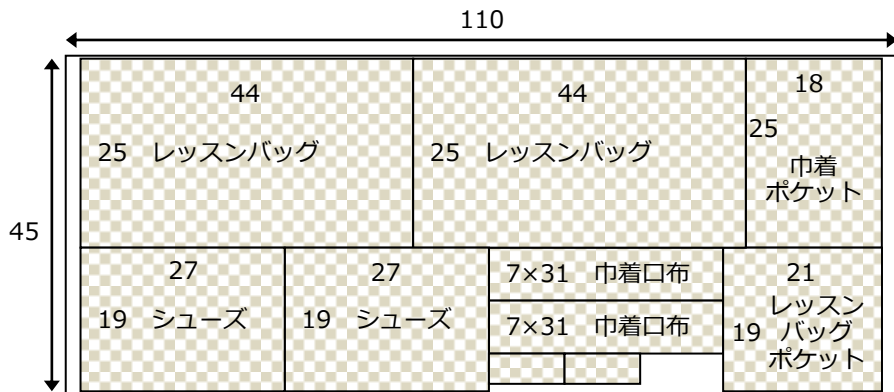 110
45
44
25 レッスンバッグ
44
25 レッスンバッグ
18
25
巾着
ポケット
27
19 シューズ
27
19 シューズ
7×31 巾着口布
7×31 巾着口布
21
19
レッスン
バッグ
ポケット